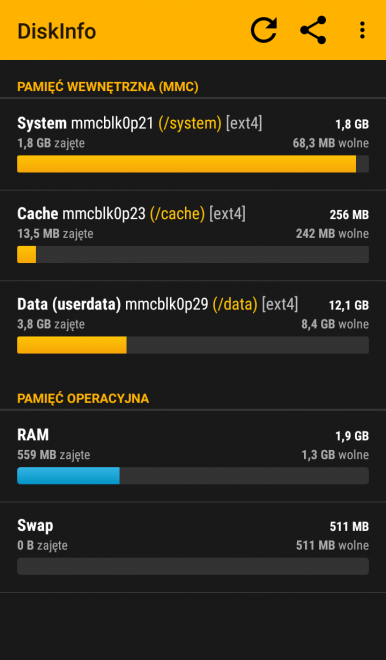 DiskInfo
PAMIĘĆ WEWNĘTRZNA (MMC)
System mmcblk0p21 (/system) [ext4] 1,8 GB
1,8 GB zajęte 68,3 MB wolne
Cache mmcblk0p23 (/cache) [ext4] 256 MB
13,5 MB zajęte 242 MB wolne
Data (userdata) mmcblk0p29 (/data) [ext4] 12,1 GB
3,8 GB zajęte 8,4 GB wolne
PAMIĘĆ OPERACYJNA
RAM 1,9 GB
559 MB zajęte 1,3 GB wolne
Swap 511 MB
0 B zajęte 511 MB wolne